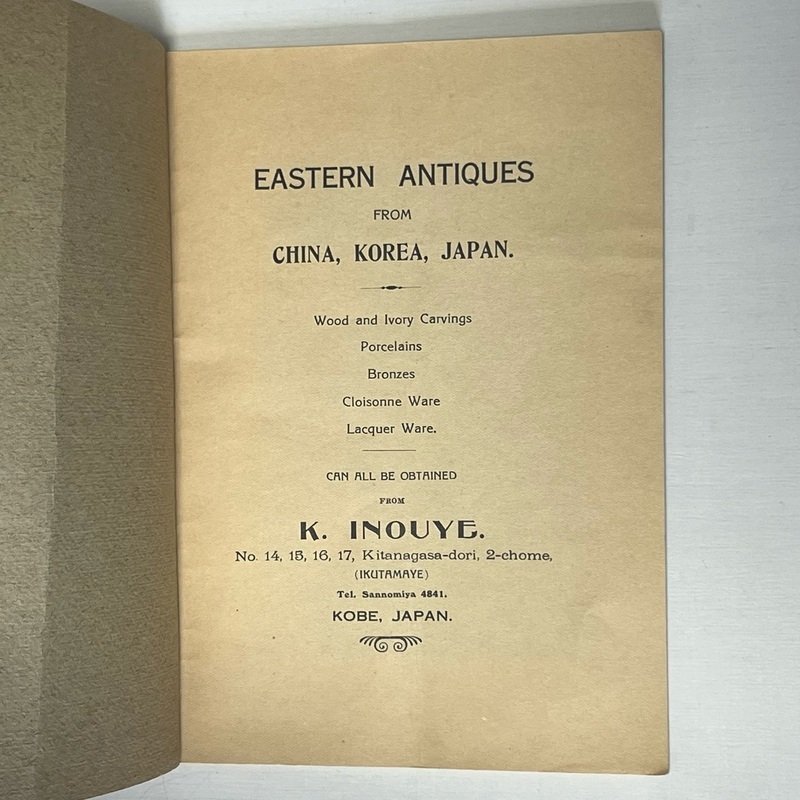 EASTERN ANTIQUES
FROM
CHINA, KOREA, JAPAN.
Wood and Ivory Carvings
Porcelains
Bronzes
Cloisonne Ware
Lacquer Ware.
CAN ALL BE OBTAINED
FROM
K. INOUYE.
No. 14, 15, 16, 17, Kitanagasa-dori, 2-chome,
(IKUTAMAYE)
Tel. Sannomiya 4841.
KOBE, JAPAN.